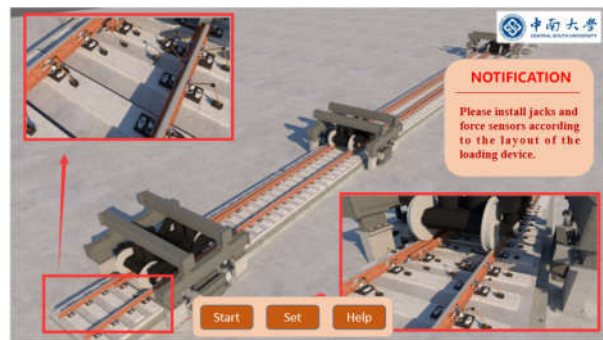 中南大學
CENTRAL SOUTH UNIVERSITY
NOTIFICATION
Please install jacks and
force sensors according
to the layout of the
loading device.
Start
Set
Help